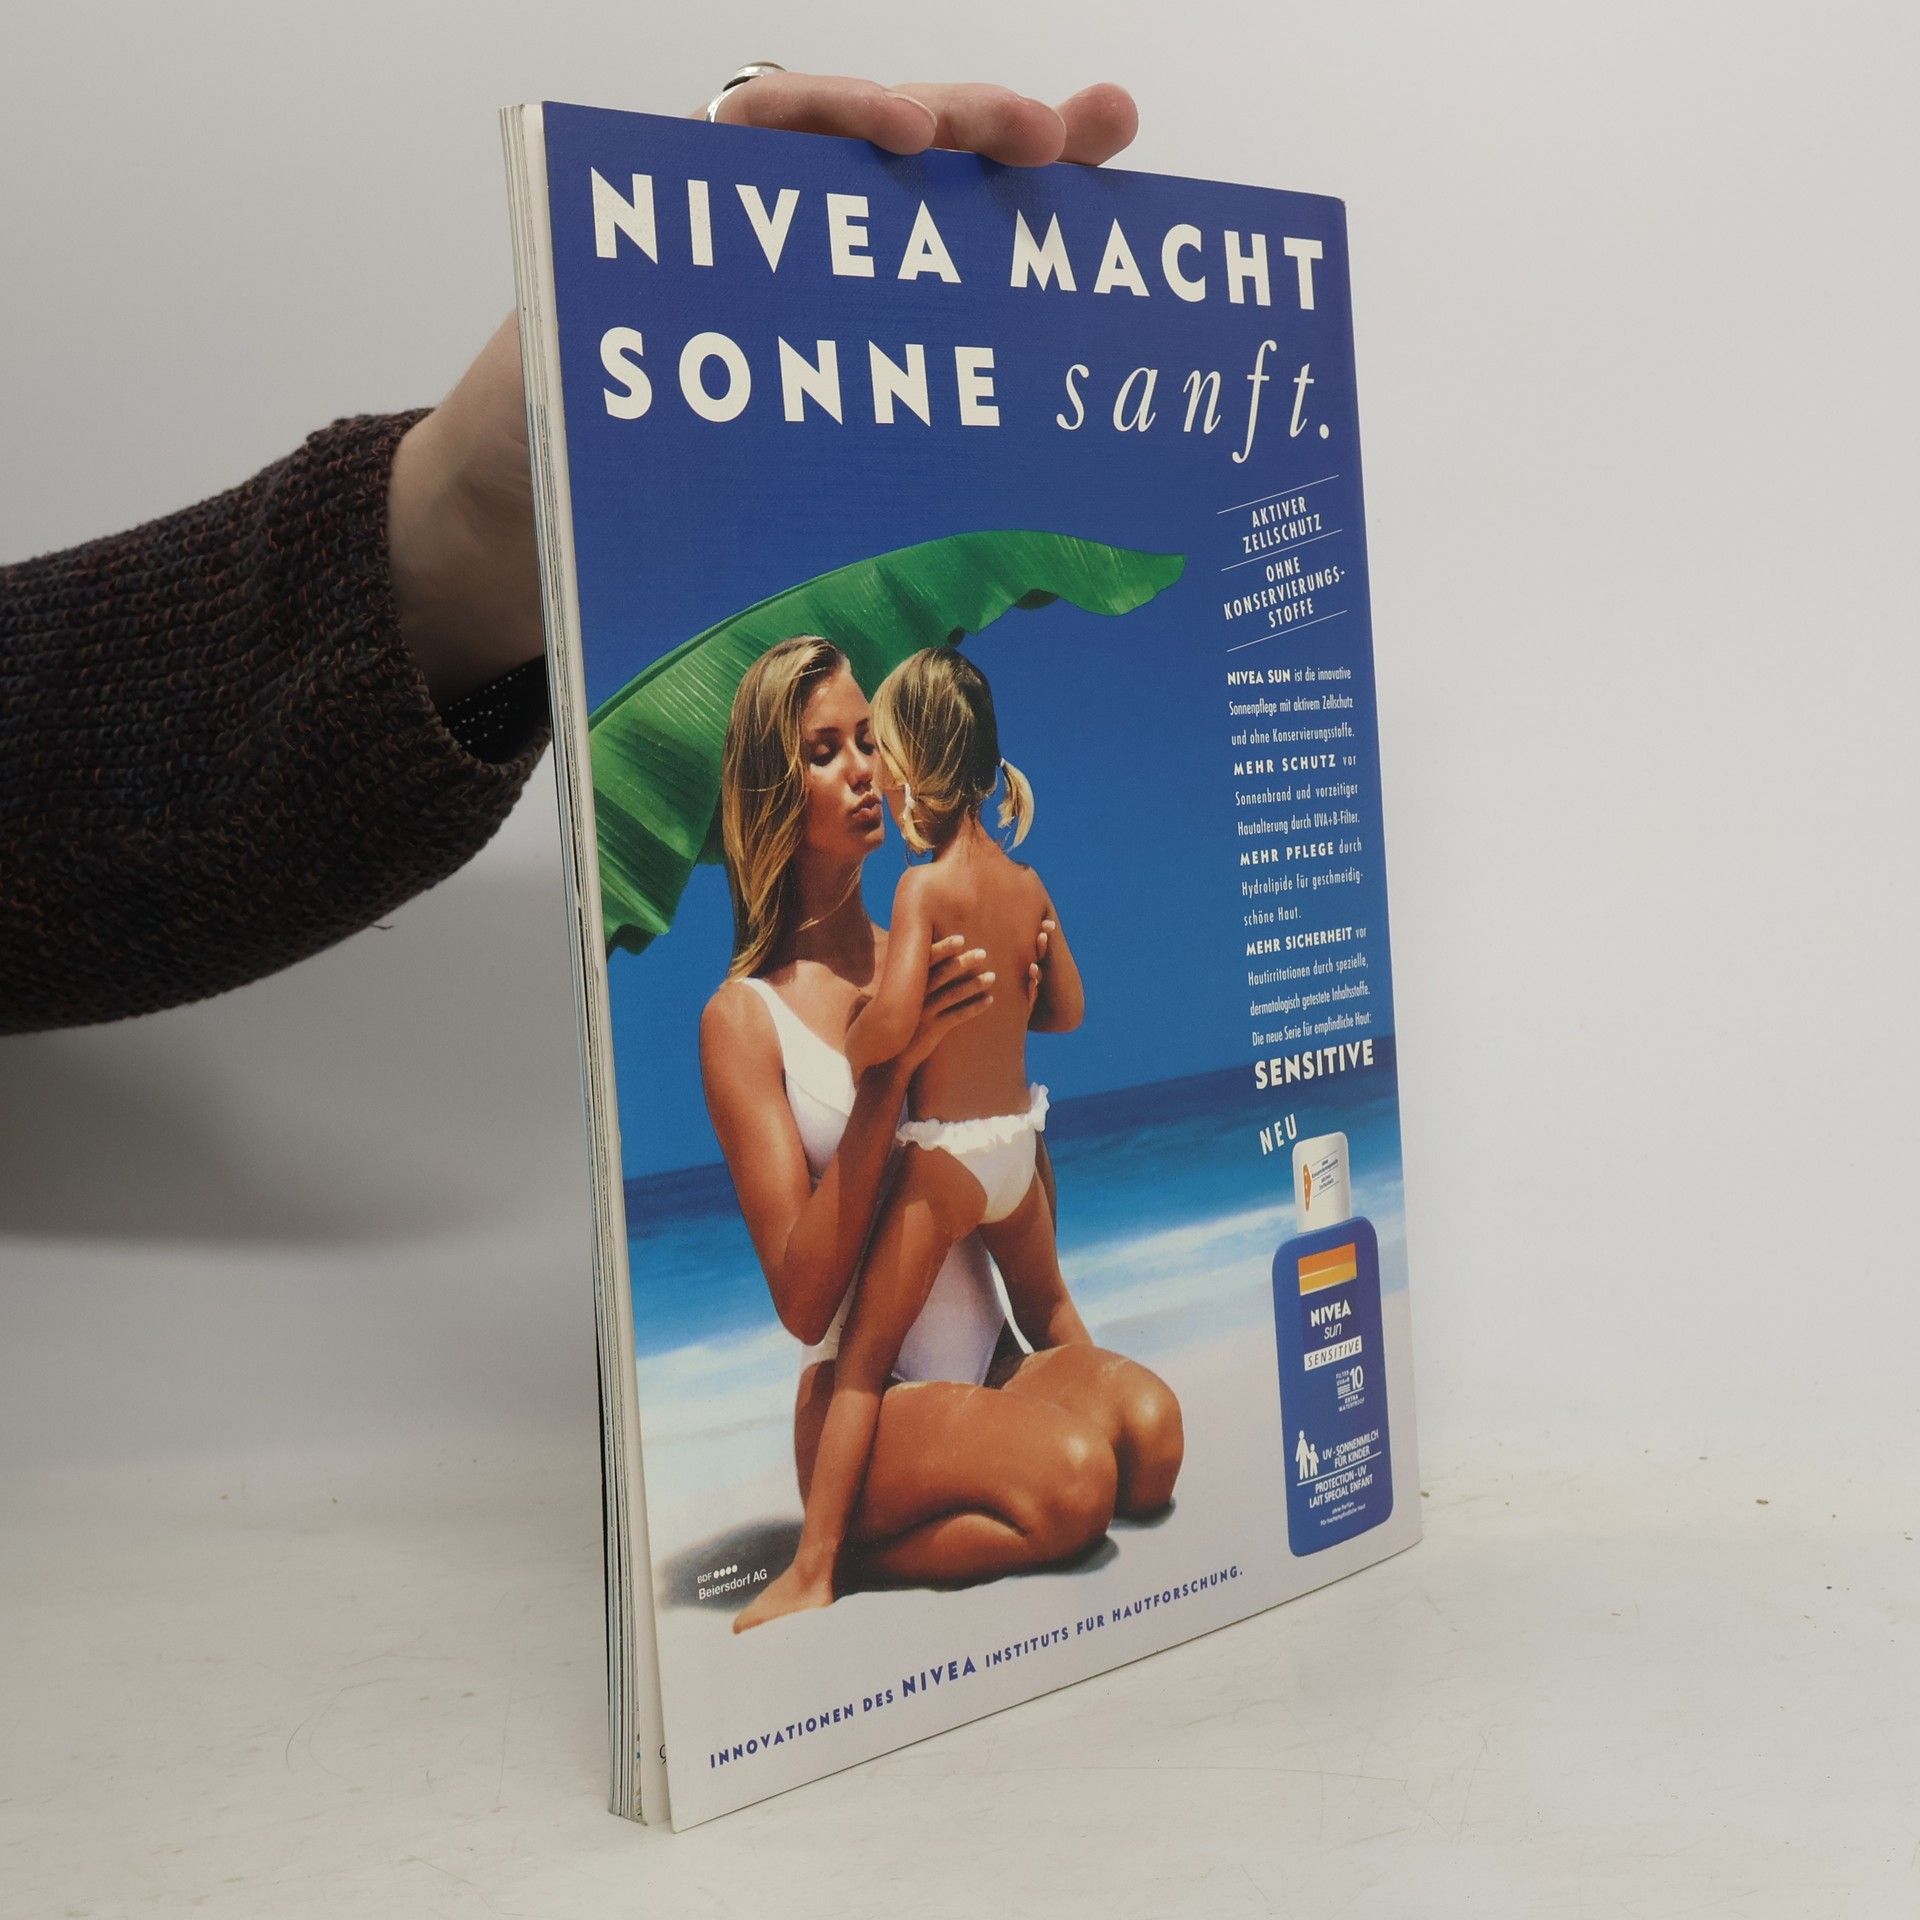 NIVEA MACHT
SONNE sanft.
AKTIVER
ZELLSCHUTZ
OHNE
KONSERVIERUNGS-
STOFFE
NIVEA SUN ist die innovative
Sonnenpflege mit aktivem Zellschutz
und ohne Konservierungsstoffe.
MEHR SCHUTZ vor
Sonnenbrand und vorzeitiger
Hautalterung durch UVA+B-Filter.
MEHR PFLEGE durch
Hydrolipide für geschmeidig-
schöne Haut.
MEHR SICHERHEIT vor
Hautirritationen durch spezielle,
dermatologisch getestete Inhaltsstoffe.
Die neue Serie für empfindliche Haut:
SENSITIVE
NEU
NIVEA
sun
SENSITIVE
10
EXTRA
WATERPROOF
UV-SONNENMILCH
FÜR KINDER
PROTECTION-UV
LAIT SPECIAL ENFANT
BDF
Beiersdorf AG
INNOVATIONEN DES NIVEA INSTITUTS FÜR HAUTFORSCHUNG.